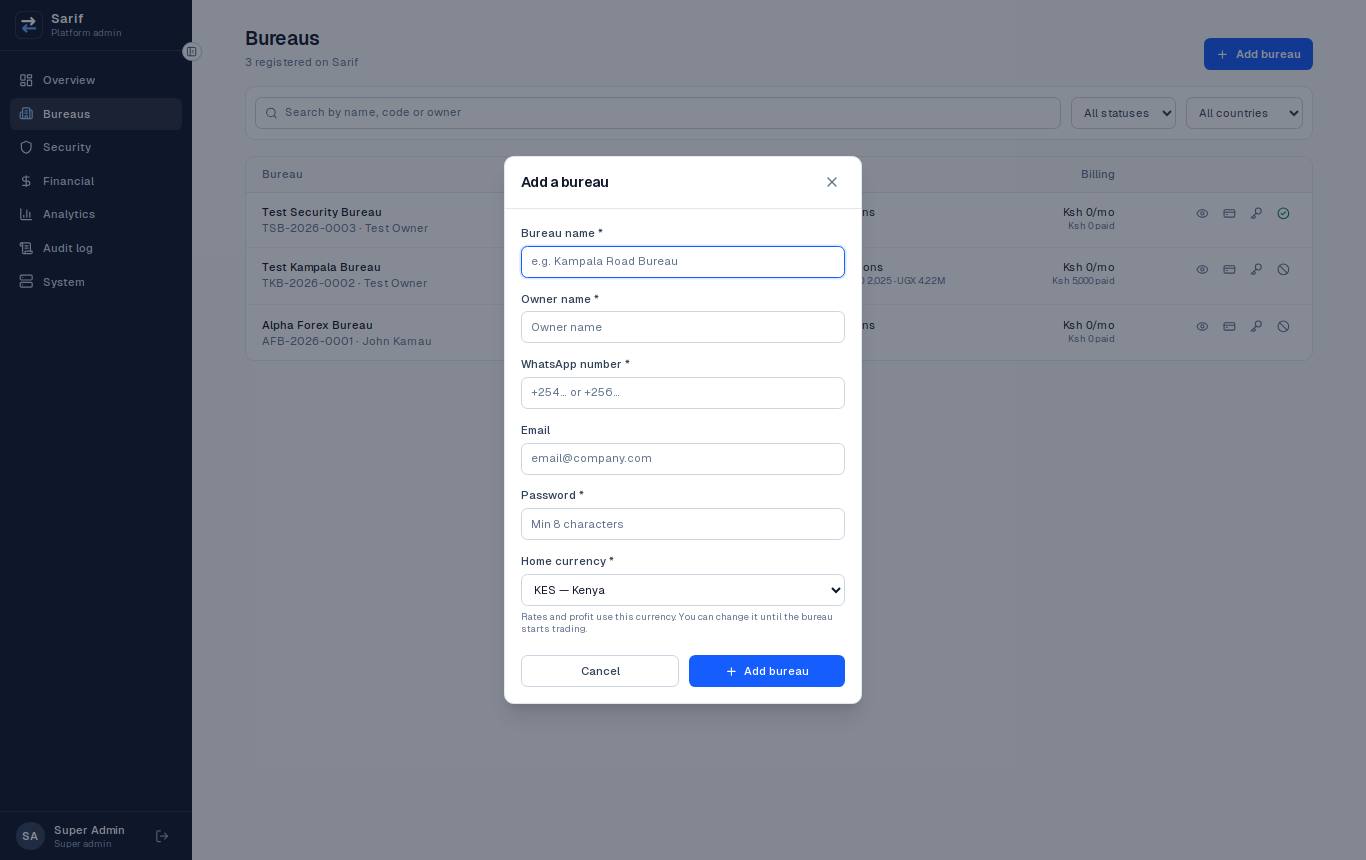 Sarif
Platform admin
Overview
Bureaus
Security
Financial
Analytics
Audit log
System
SA
Super Admin
Super admin
Bureaus
3 registered on Sarif
+ Add bureau
Search by name, code or owner
All statuses
All countries
Bureau
Billing
Test Security Bureau
TSB-2026-0003 · Test Owner
ns
Ksh 0/mo
Ksh 0 paid
Test Kampala Bureau
TKB-2026-0002 · Test Owner
ons
2,025 · UGX 4.22M
Ksh 0/mo
Ksh 5,000 paid
Alpha Forex Bureau
AFB-2026-0001 · John Kamau
ns
Ksh 0/mo
Ksh 0 paid
Add a bureau
Bureau name *
e.g. Kampala Road Bureau
Owner name *
Owner name
WhatsApp number *
+254… or +256…
Email
email@company.com
Password *
Min 8 characters
Home currency *
KES — Kenya
Rates and profit use this currency. You can change it until the bureau
starts trading.
Cancel
+ Add bureau